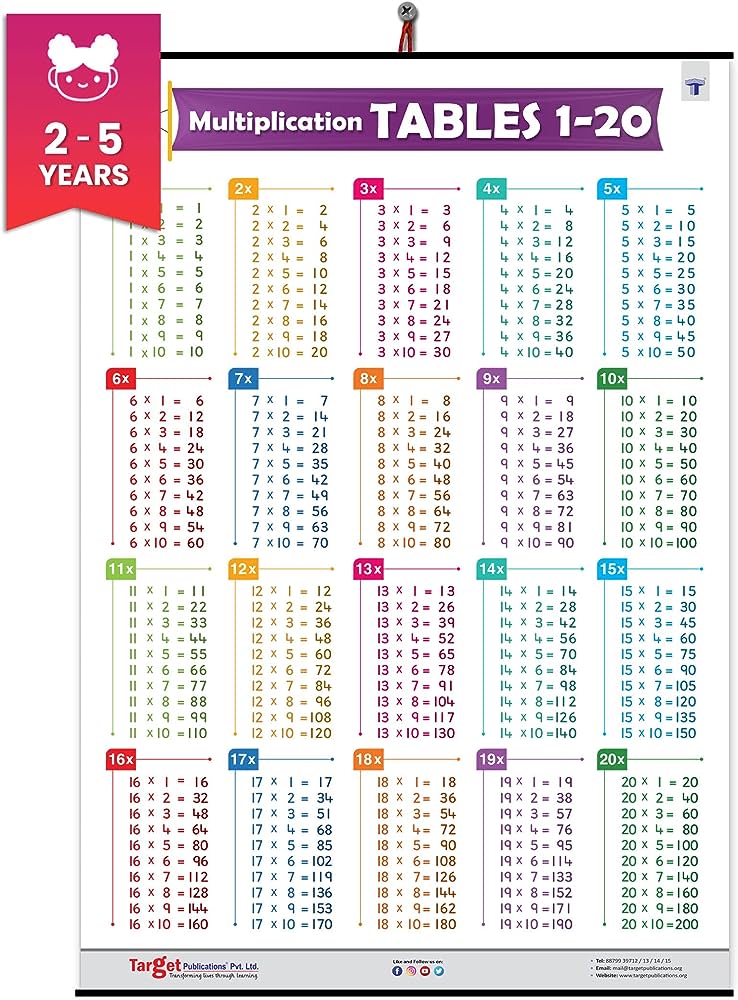 2 - 5
YEARS
Multiplication TABLES 1-20
1 = 1
1 x 2 = 2
1 x 3 = 3
1 x 4 = 4
1 x 5 = 5
1 x 6 = 6
1 x 7 = 7
1 x 8 = 8
1 x 9 = 9
1 x 10 = 10
2x
2 x 1 = 2
2 x 2 = 4
2 x 3 = 6
2 x 4 = 8
2 x 5 = 10
2 x 6 = 12
2 x 7 = 14
2 x 8 = 16
2 x 9 = 18
2 x 10 = 20
3x
3 x 1 = 3
3 x 2 = 6
3 x 3 = 9
3 x 4 = 12
3 x 5 = 15
3 x 6 = 18
3 x 7 = 21
3 x 8 = 24
3 x 9 = 27
3 x 10 = 30
4x
4 x 1 = 4
4 x 2 = 8
4 x 3 = 12
4 x 4 = 16
4 x 5 = 20
4 x 6 = 24
4 x 7 = 28
4 x 8 = 32
4 x 9 = 36
4 x 10 = 40
5x
5 x 1 = 5
5 x 2 = 10
5 x 3 = 15
5 x 4 = 20
5 x 5 = 25
5 x 6 = 30
5 x 7 = 35
5 x 8 = 40
5 x 9 = 45
5 x 10 = 50
6x
6 x 1 = 6
6 x 2 = 12
6 x 3 = 18
6 x 4 = 24
6 x 5 = 30
6 x 6 = 36
6 x 7 = 42
6 x 8 = 48
6 x 9 = 54
6 x 10 = 60
7x
7 x 1 = 7
7 x 2 = 14
7 x 3 = 21
7 x 4 = 28
7 x 5 = 35
7 x 6 = 42
7 x 7 = 49
7 x 8 = 56
7 x 9 = 63
7 x 10 = 70
8x
8 x 1 = 8
8 x 2 = 16
8 x 3 = 24
8 x 4 = 32
8 x 5 = 40
8 x 6 = 48
8 x 7 = 56
8 x 8 = 64
8 x 9 = 72
8 x 10 = 80
9x
9 x 1 = 9
9 x 2 = 18
9 x 3 = 27
9 x 4 = 36
9 x 5 = 45
9 x 6 = 54
9 x 7 = 63
9 x 8 = 72
9 x 9 = 81
9 x 10 = 90
10x
10 x 1 = 10
10 x 2 = 20
10 x 3 = 30
10 x 4 = 40
10 x 5 = 50
10 x 6 = 60
10 x 7 = 70
10 x 8 = 80
10 x 9 = 90
10 x 10 = 100
11x
11 x 1 = 11
11 x 2 = 22
11 x 3 = 33
11 x 4 = 44
11 x 5 = 55
11 x 6 = 66
11 x 7 = 77
11 x 8 = 88
11 x 9 = 99
11 x 10 = 110
12x
12 x 1 = 12
12 x 2 = 24
12 x 3 = 36
12 x 4 = 48
12 x 5 = 60
12 x 6 = 72
12 x 7 = 84
12 x 8 = 96
12 x 9 = 108
12 x 10 = 120
13x
13 x 1 = 13
13 x 2 = 26
13 x 3 = 39
13 x 4 = 52
13 x 5 = 65
13 x 6 = 78
13 x 7 = 91
13 x 8 = 104
13 x 9 = 117
13 x 10 = 130
14x
14 x 1 = 14
14 x 2 = 28
14 x 3 = 42
14 x 4 = 56
14 x 5 = 70
14 x 6 = 84
14 x 7 = 98
14 x 8 = 112
14 x 9 = 126
14 x 10 = 140
15x
15 x 1 = 15
15 x 2 = 30
15 x 3 = 45
15 x 4 = 60
15 x 5 = 75
15 x 6 = 90
15 x 7 = 105
15 x 8 = 120
15 x 9 = 135
15 x 10 = 150
16x
16 x 1 = 16
16 x 2 = 32
16 x 3 = 48
16 x 4 = 64
16 x 5 = 80
16 x 6 = 96
16 x 7 = 112
16 x 8 = 128
16 x 9 = 144
16 x 10 = 160
17x
17 x 1 = 17
17 x 2 = 34
17 x 3 = 51
17 x 4 = 68
17 x 5 = 85
17 x 6 = 102
17 x 7 = 119
17 x 8 = 136
17 x 9 = 153
17 x 10 = 170
18x
18 x 1 = 18
18 x 2 = 36
18 x 3 = 54
18 x 4 = 72
18 x 5 = 90
18 x 6 = 108
18 x 7 = 126
18 x 8 = 144
18 x 9 = 162
18 x 10 = 180
19x
19 x 1 = 19
19 x 2 = 38
19 x 3 = 57
19 x 4 = 76
19 x 5 = 95
19 x 6 = 114
19 x 7 = 133
19 x 8 = 152
19 x 9 = 171
19 x 10 = 190
20x
20 x 1 = 20
20 x 2 = 40
20 x 3 = 60
20 x 4 = 80
20 x 5 = 100
20 x 6 = 120
20 x 7 = 140
20 x 8 = 160
20 x 9 = 180
20 x 10 = 200
Target Publications® Pvt. Ltd.
Transforming lives through learning.
Like and Follow us on:
• Tel: 88799 39712 / 13 / 14 / 15
• Email: mail@targetpublications.org
• Website: www.targetpublications.org